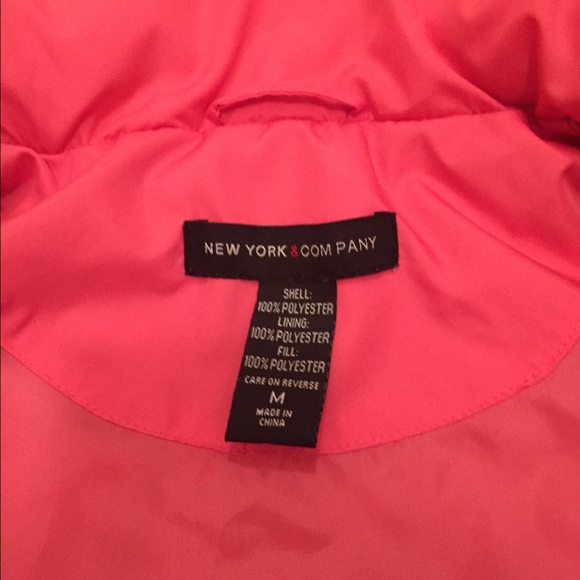 NEW YORK & COMPANY
SHELL:
100% POLYESTER
LINING:
100% POLYESTER
FILL:
100% POLYESTER
CARE ON REVERSE
M
MADE IN
CHINA